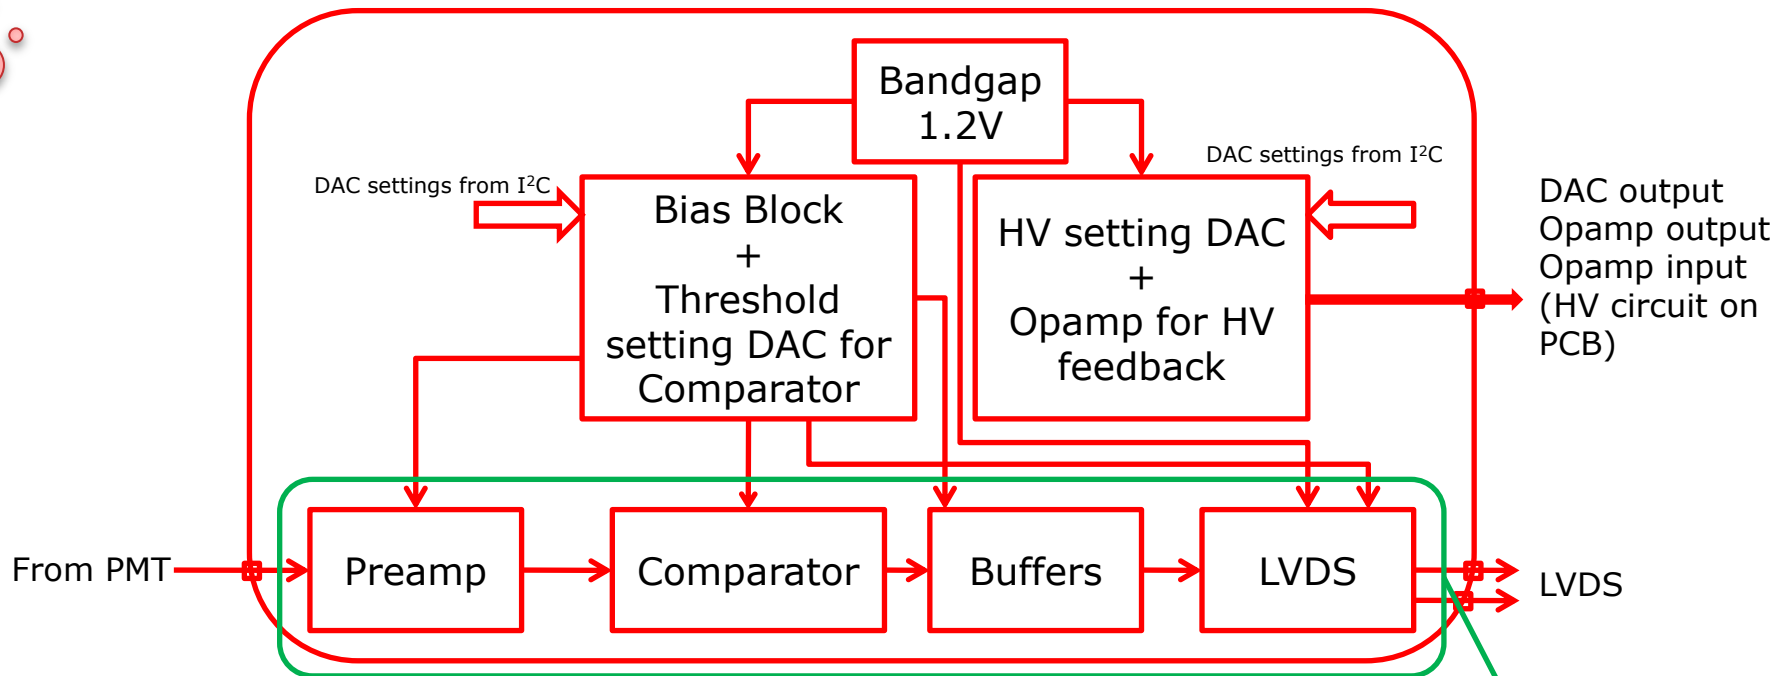 Bandgap
1.2V
DAC settings from I²C
DAC settings from I²C
Bias Block
+
Threshold
setting DAC for
Comparator
HV setting DAC
+
Opamp for HV
feedback
DAC output
Opamp output
Opamp input
(HV circuit on
PCB)
From PMT
Preamp
Comparator
Buffers
LVDS
LVDS